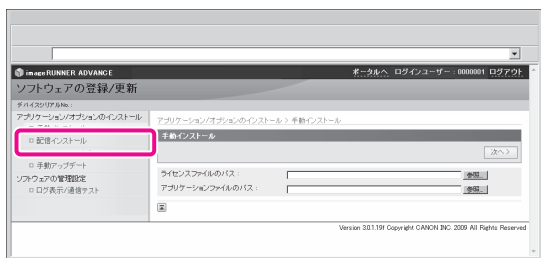 imageRUNNER ADVANCE
ポータルへ ログインユーザー : 0000001 ログアウト
ソフトウェアの登録/更新
デバイスシリアルNo. :
アプリケーション/オプションのインストール
アプリケーション/オプションのインストール > 手動インストール
配信インストール
手動インストール
次へ>
手動アップデート
ソフトウェアの管理設定
ログ表示/通信テスト
ライセンスファイルのパス :
参照...
アプリケーションファイルのパス :
参照...
Version 3.0.1.19f Copyright CANON INC. 2009 All Rights Reserved